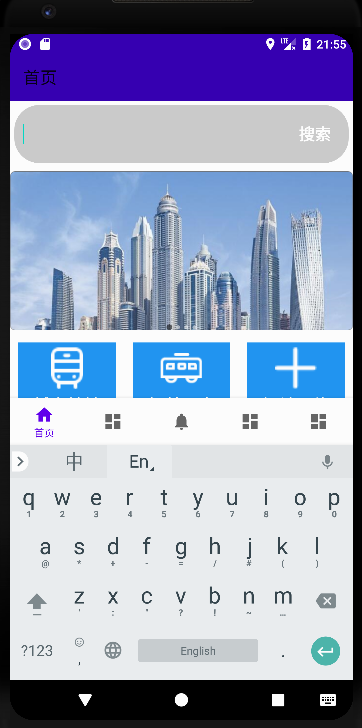 LTE 21:55
首页
搜索
首页
中 En
q w e r t y u i o p
1 2 3 4 5 6 7 8 9 0
a s d f g h j k l
@ * + - = / # ( )
z x c v b n m
' : " ? ! ~ …
?123 , English .